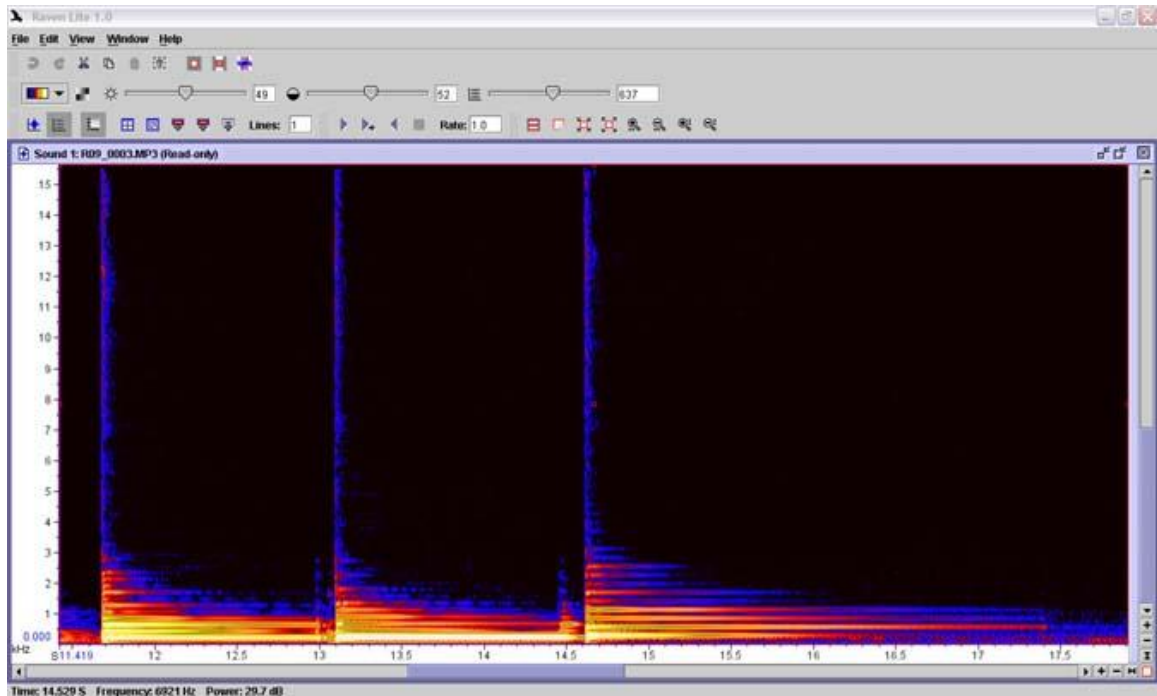 Raven Lite 1.0
File Edit View Window Help
49 52 637
Lines: 1 Rate: 1.0
Sound 1: R09_0003.MP3 (Read-only)
15
14
13
12
11
10
9
8
7
6
5
4
3
2
1
0.000
kHz
S11.419 12 12.5 13 13.5 14 14.5 15 15.5 16 16.5 17 17.5
Time: 14.529 S Frequency: 6921 Hz Power: 29.7 dB